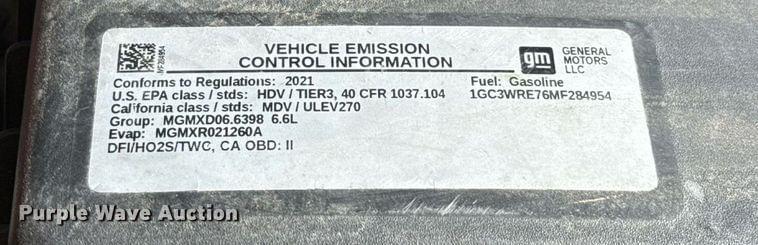 VEHICLE EMISSION
CONTROL INFORMATION
MF284954
gm
GENERAL
MOTORS
LLC
Conforms to Regulations: 2021
Fuel: Gasoline
U.S. EPA class / stds: HDV / TIER3, 40 CFR 1037.104
1GC3WRE76MF284954
California class / stds: MDV / ULEV270
Group: MGMXD06.6398 6.6L
Evap: MGMXR021260A
DFI/HO2S/TWC, CA OBD: II
Purple Wave Auction